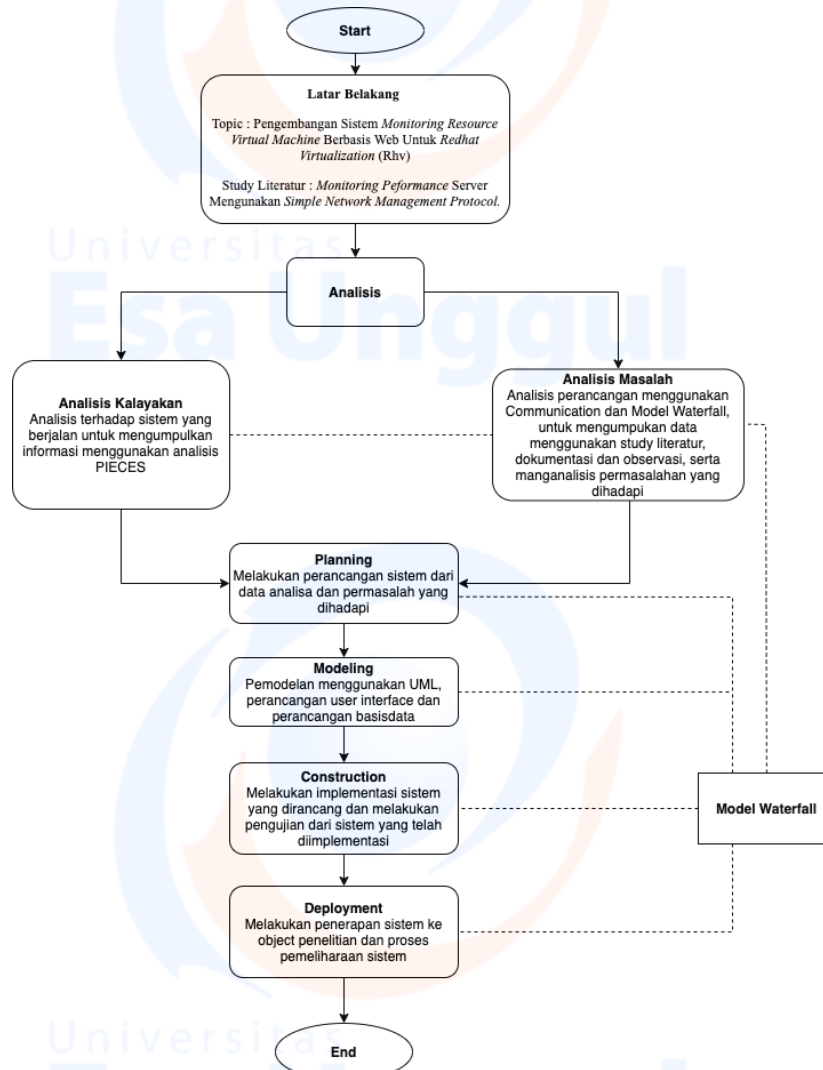 Start
Latar Belakang
Topic : Pengembangan Sistem Monitoring Resource
Virtual Machine Berbasis Web Untuk Redhat
Virtualization (Rhv)
Study Literatur : Monitoring Peformance Server
Mengunakan Simple Network Management Protocol.
Universitas
Esa Unggul
Analisis
Analisis Kalayakan
Analisis terhadap sistem yang
berjalan untuk mengumpulkan
informasi menggunakan analisis
PIECES
Analisis Masalah
Analisis perancangan menggunakan
Communication dan Model Waterfall,
untuk mengumpukan data
menggunakan study literatur,
dokumentasi dan observasi, serta
manganalisis permasalahan yang
dihadapi
Planning
Melakukan perancangan sistem dari
data analisa dan permasalah yang
dihadapi
Modeling
Pemodelan menggunakan UML,
perancangan user interface dan
perancangan basisdata
Construction
Melakukan implementasi sistem
yang dirancang dan melakukan
pengujian dari sistem yang telah
diimplementasi
Model Waterfall
Deployment
Melakukan penerapan sistem ke
object penelitian dan proses
pemeliharaan sistem
Universitas
End